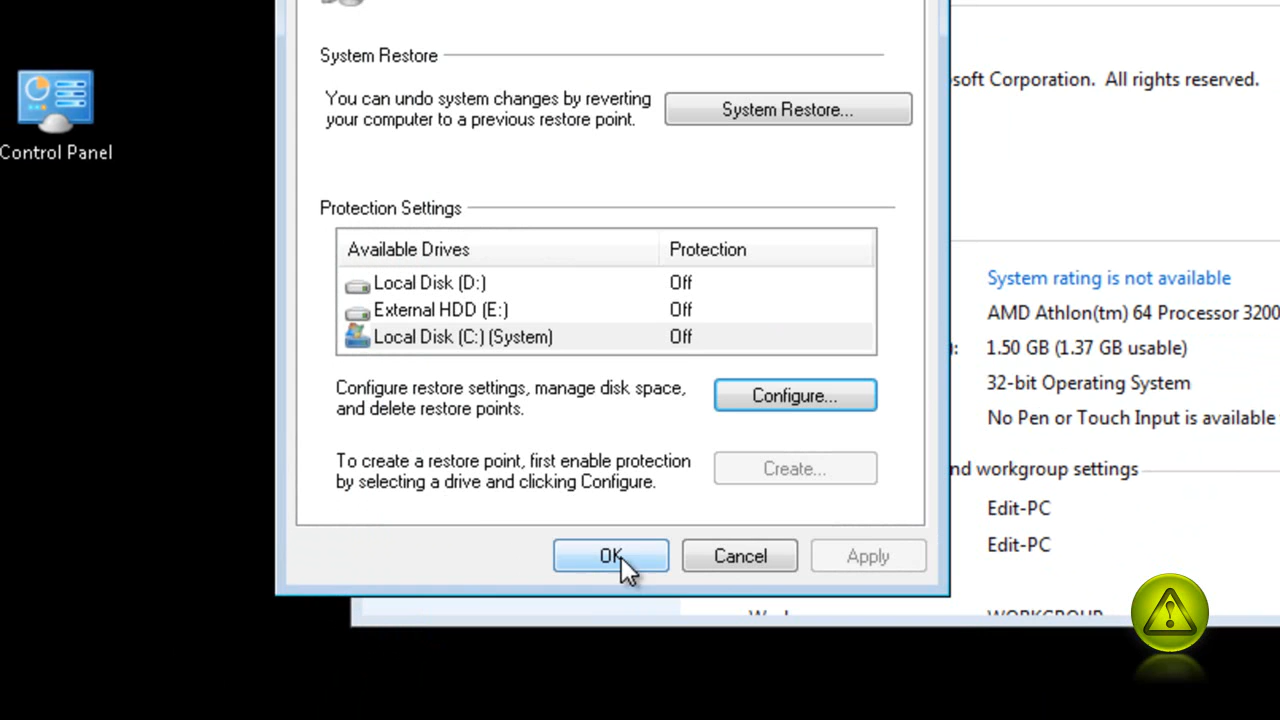 System Restore
You can undo system changes by reverting
your computer to a previous restore point.
System Restore...
Protection Settings
Available Drives Protection
Local Disk (D:) Off
External HDD (E:) Off
Local Disk (C:) (System) Off
Configure restore settings, manage disk space,
and delete restore points.
Configure...
To create a restore point, first enable protection
by selecting a drive and clicking Configure.
Create...
OK Cancel Apply
Control Panel
soft Corporation. All rights reserved.
System rating is not available
AMD Athlon(tm) 64 Processor 3200
): 1.50 GB (1.37 GB usable)
32-bit Operating System
No Pen or Touch Input is available
nd workgroup settings
Edit-PC
Edit-PC
WORKGROUP